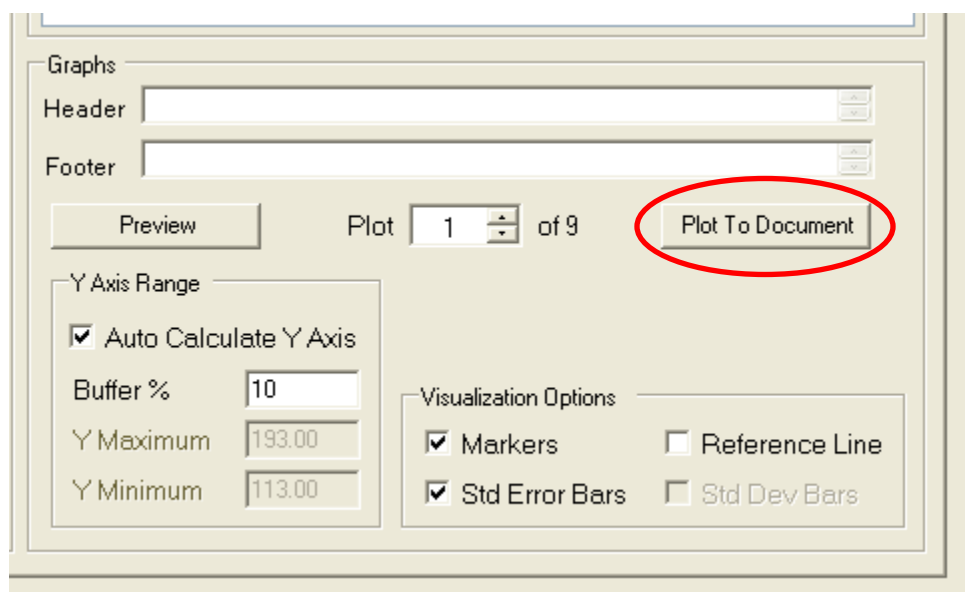 Graphs
Header
Footer
Preview Plot 1 of 9 Plot To Document
Y Axis Range
Auto Calculate Y Axis
Buffer % 10
Visualization Options
Y Maximum 193.00
Markers Reference Line
Y Minimum 113.00
Std Error Bars Std Dev Bars